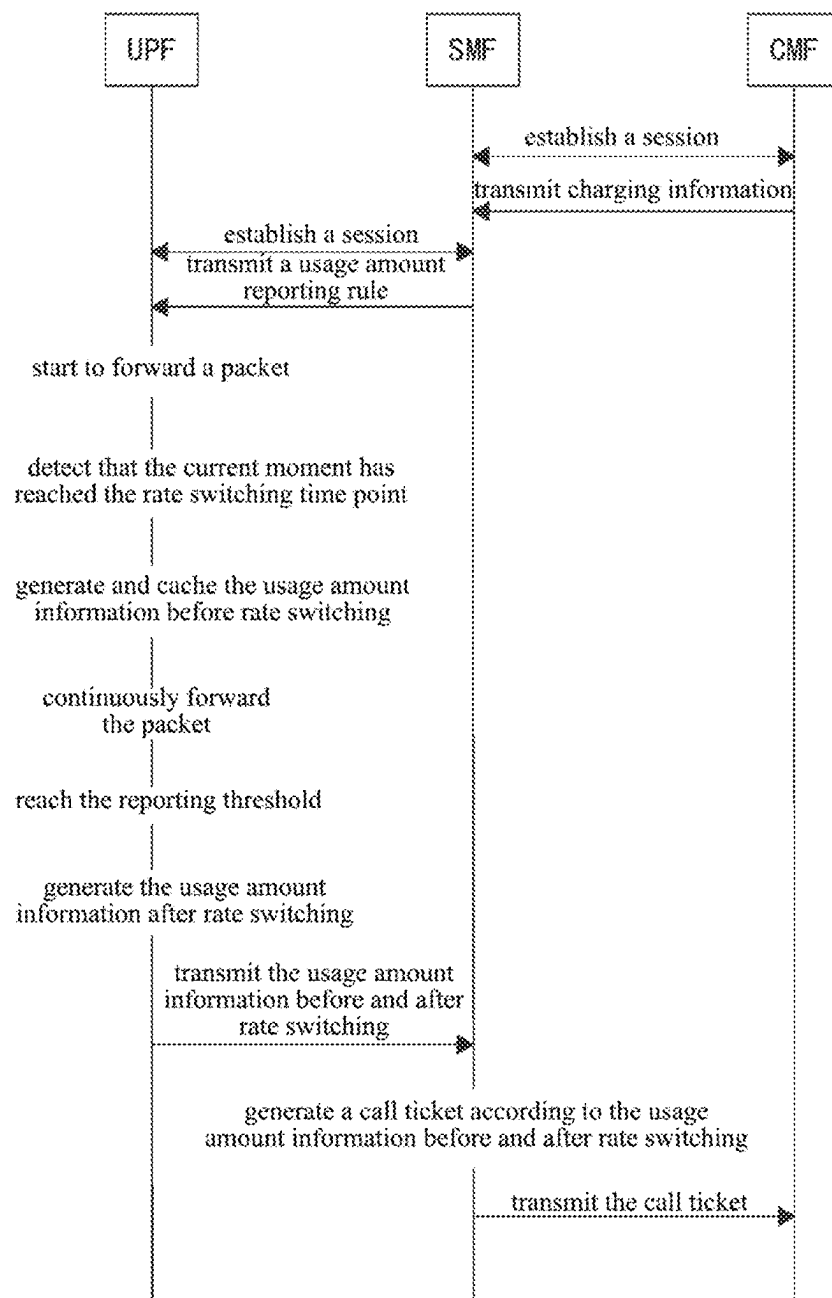 UPF
SMF
CMF
establish a session
transmit charging information
establish a session
transmit a usage amount
reporting rule
start to forward a packet
detect that the current moment has
reached the rate switching time point
generate and cache the usage amount
information before rate switching
continuously forward
the packet
reach the reporting threshold
generate the usage amount
information after rate switching
transmit the usage amount
information before and after
rate switching
generate a call ticket according to the usage
amount information before and after rate switching
transmit the call ticket